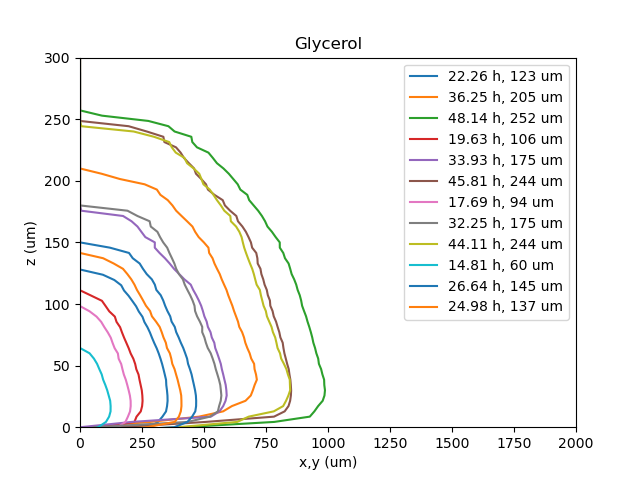 Glycerol
300
250
200
150
100
50
0
z (um)
22.26 h, 123 um
36.25 h, 205 um
48.14 h, 252 um
19.63 h, 106 um
33.93 h, 175 um
45.81 h, 244 um
17.69 h, 94 um
32.25 h, 175 um
44.11 h, 244 um
14.81 h, 60 um
26.64 h, 145 um
24.98 h, 137 um
0 250 500 750 1000 1250 1500 1750 2000
x,y (um)